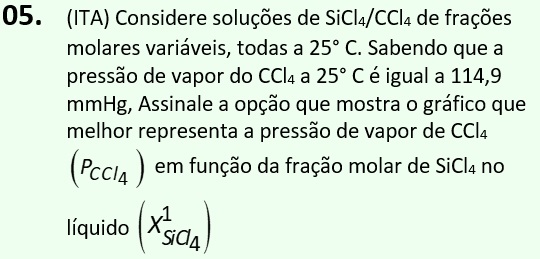 05. (ITA) Considere soluções de SiCl₄/CCl₄ de frações
molares variáveis, todas a 25° C. Sabendo que a
pressão de vapor do CCl₄ a 25° C é igual a 114,9
mmHg, Assinale a opção que mostra o gráfico que
melhor representa a pressão de vapor de CCl₄
(P_CCl₄) em função da fração molar de SiCl₄ no
líquido (X¹_SiCl₄)